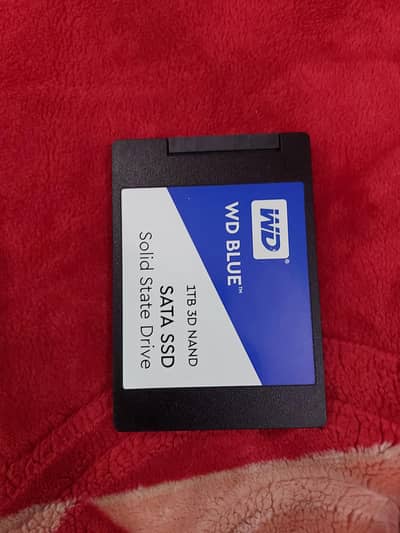 WD®
WD BLUE™
1TB 3D NAND
SATA SSD
Solid State Drive